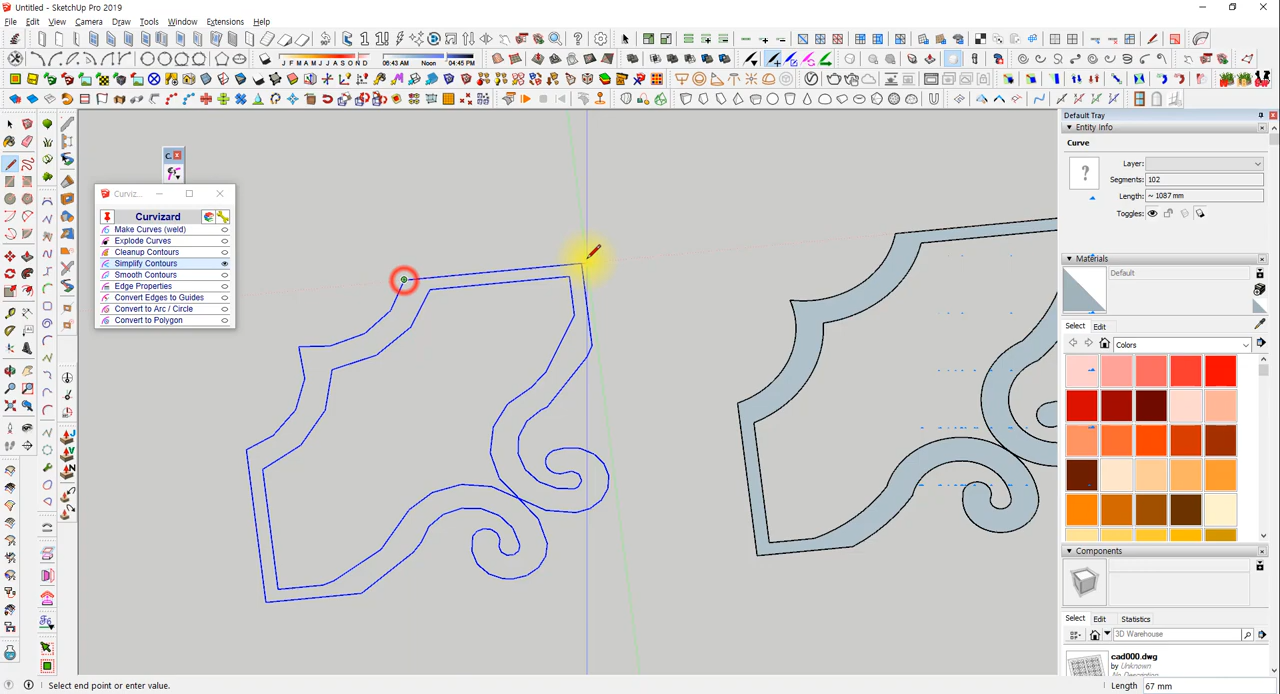 Untitled - SketchUp Pro 2019
File Edit View Camera Draw Tools Window Extensions Help
J F M A M J J A S O N D
06:43 AM Noon 04:45 PM
Default Tray
Entity Info
Curve
Layer:
Segments: 102
Length: ~ 1087 mm
Toggles:
Materials
Default
Select Edit
Colors
Components
Select Edit Statistics
3D Warehouse
cad000.dwg
by Unknown
C.
Curviz...
Curvizard
Make Curves (weld)
Explode Curves
Cleanup Contours
Simplify Contours
Smooth Contours
Edge Properties
Convert Edges to Guides
Convert to Arc / Circle
Convert to Polygon
Select end point or enter value.
Length 67 mm